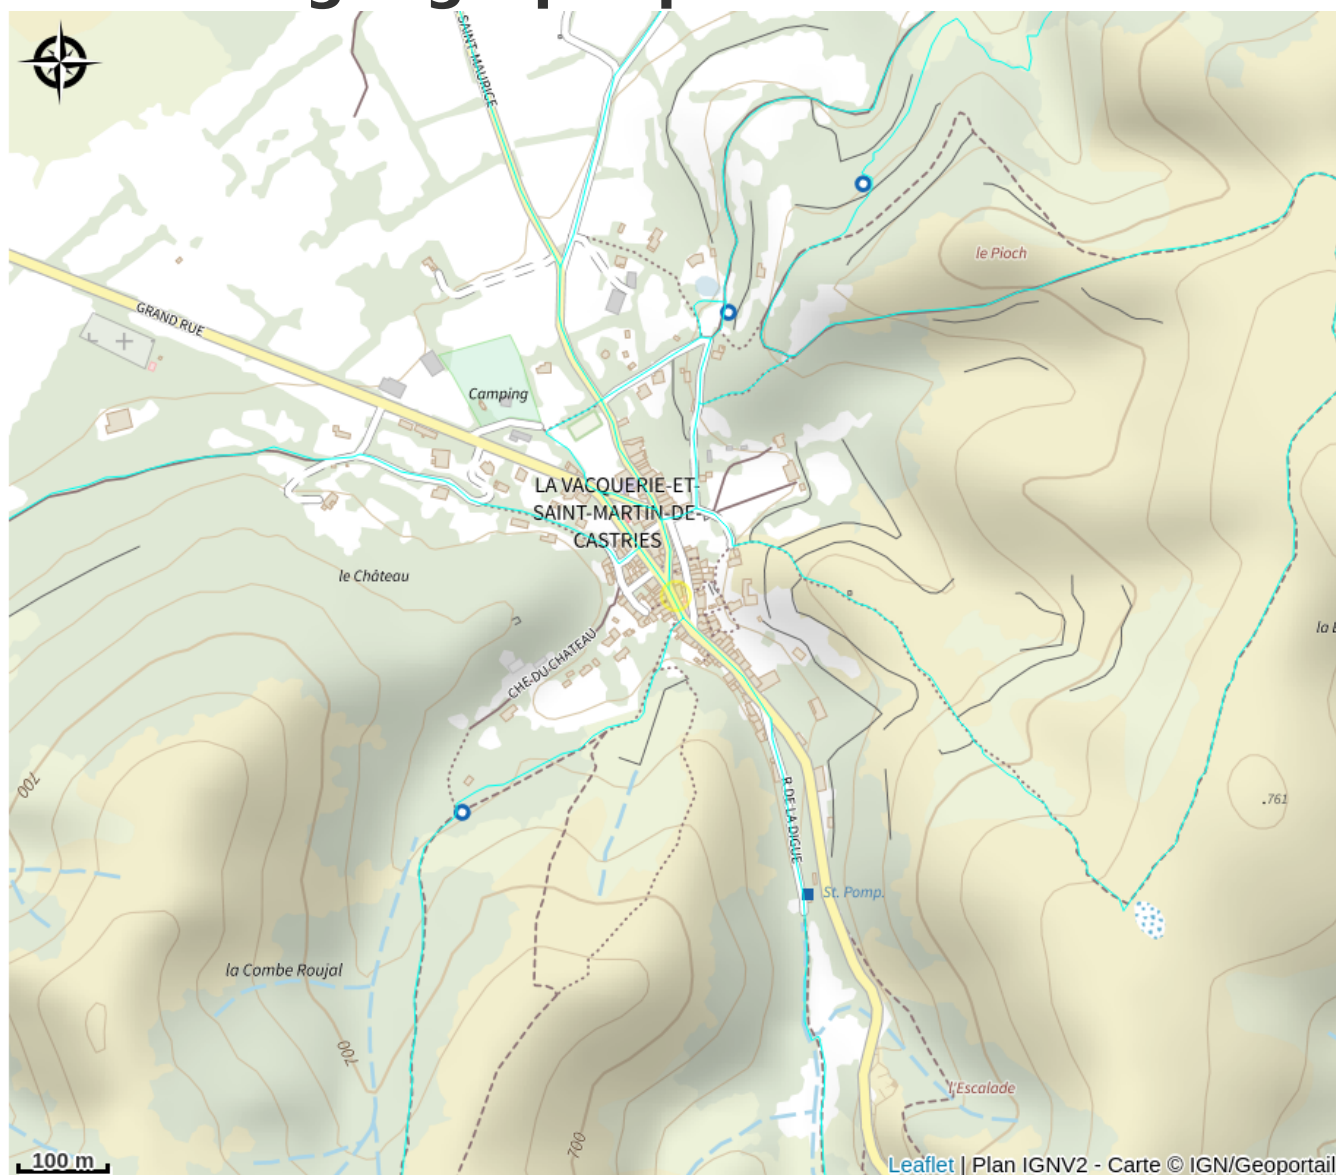 SAINT-MAURICE
le Pioch
GRAND RUE
Camping
LA VACQUERIE-ET-
SAINT-MARTIN-DE-
CASTRIES
le Château
CHE-DU-CHATEAU
700
.761
R DE LA DIGUE
St. Pomp.
la Combe Roujal
700
l'Escalade
700
100 m
Leaflet | Plan IGNV2 - Carte © IGN/Geoportail